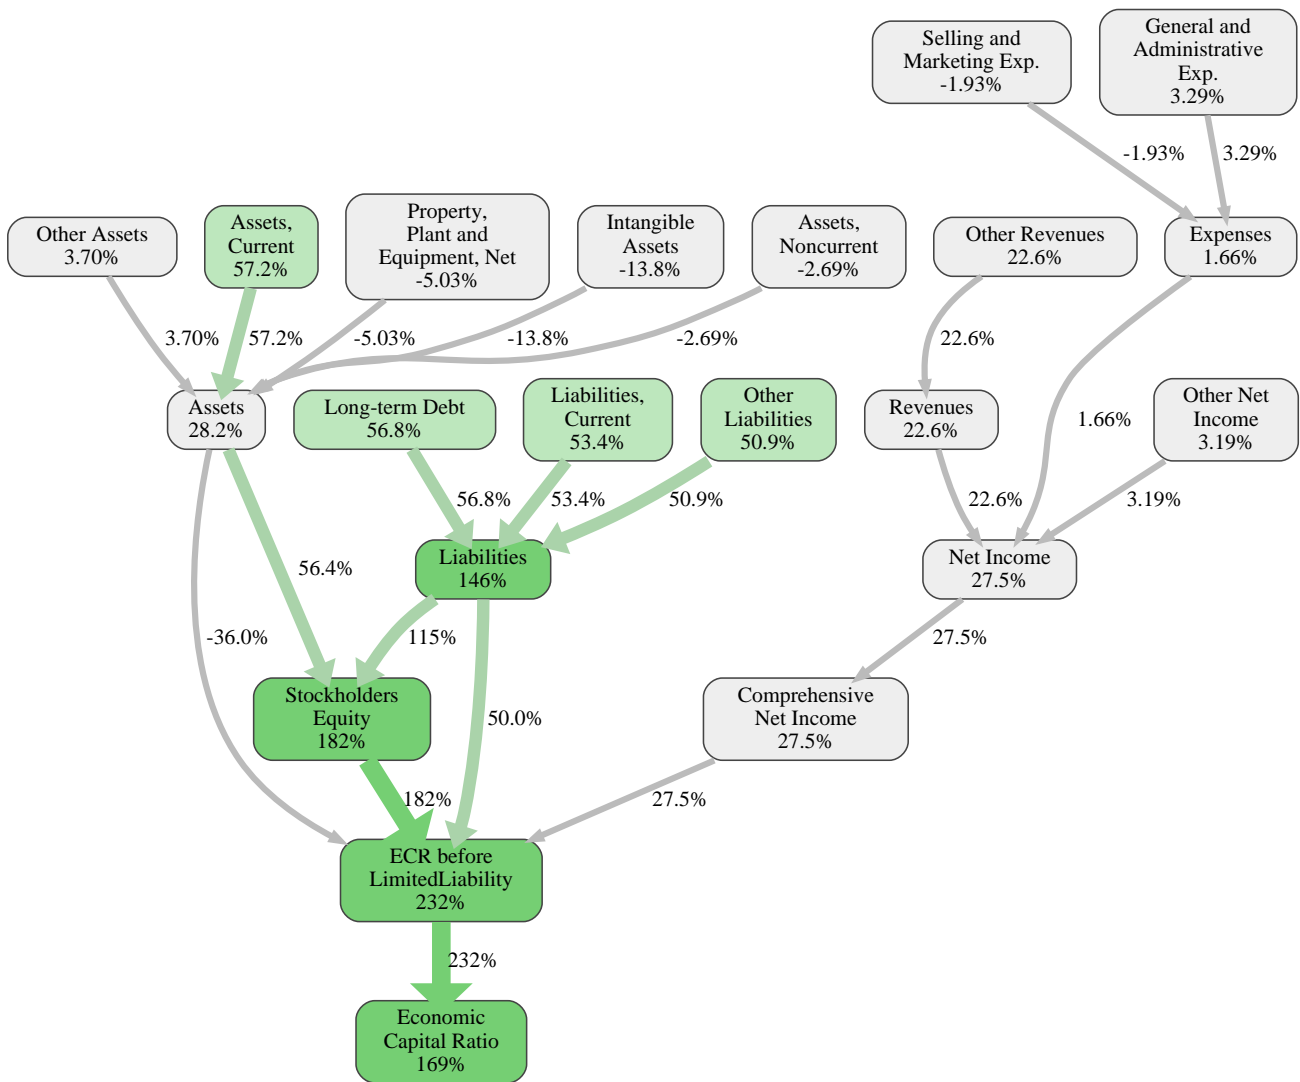 Selling and
Marketing Exp.
-1.93%
General and
Administrative
Exp.
3.29%
-1.93%
3.29%
Other Assets
3.70%
Assets,
Current
57.2%
Property,
Plant and
Equipment, Net
-5.03%
Intangible
Assets
-13.8%
Assets,
Noncurrent
-2.69%
Other Revenues
22.6%
Expenses
1.66%
3.70%
57.2%
-5.03%
-13.8%
-2.69%
22.6%
Assets
28.2%
Long-term Debt
56.8%
Liabilities,
Current
53.4%
Other
Liabilities
50.9%
Revenues
22.6%
1.66%
Other Net
Income
3.19%
56.8%
53.4%
50.9%
22.6%
3.19%
56.4%
Liabilities
146%
Net Income
27.5%
-36.0%
115%
27.5%
Stockholders
Equity
182%
50.0%
Comprehensive
Net Income
27.5%
182%
27.5%
ECR before
LimitedLiability
232%
232%
Economic
Capital Ratio
169%